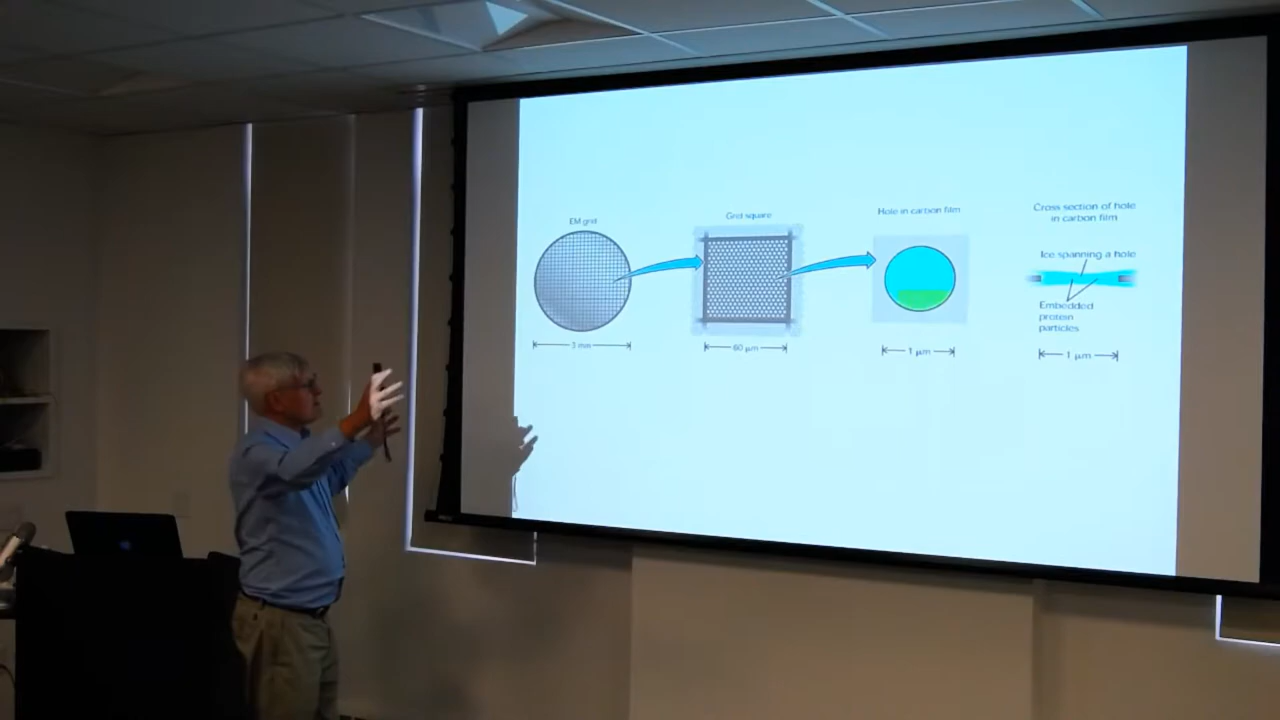 EM grid
3 mm
Grid square
60 µm
Hole in carbon film
1 µm
Cross section of hole
in carbon film
Ice spanning a hole
Embedded
protein
particles
1 µm